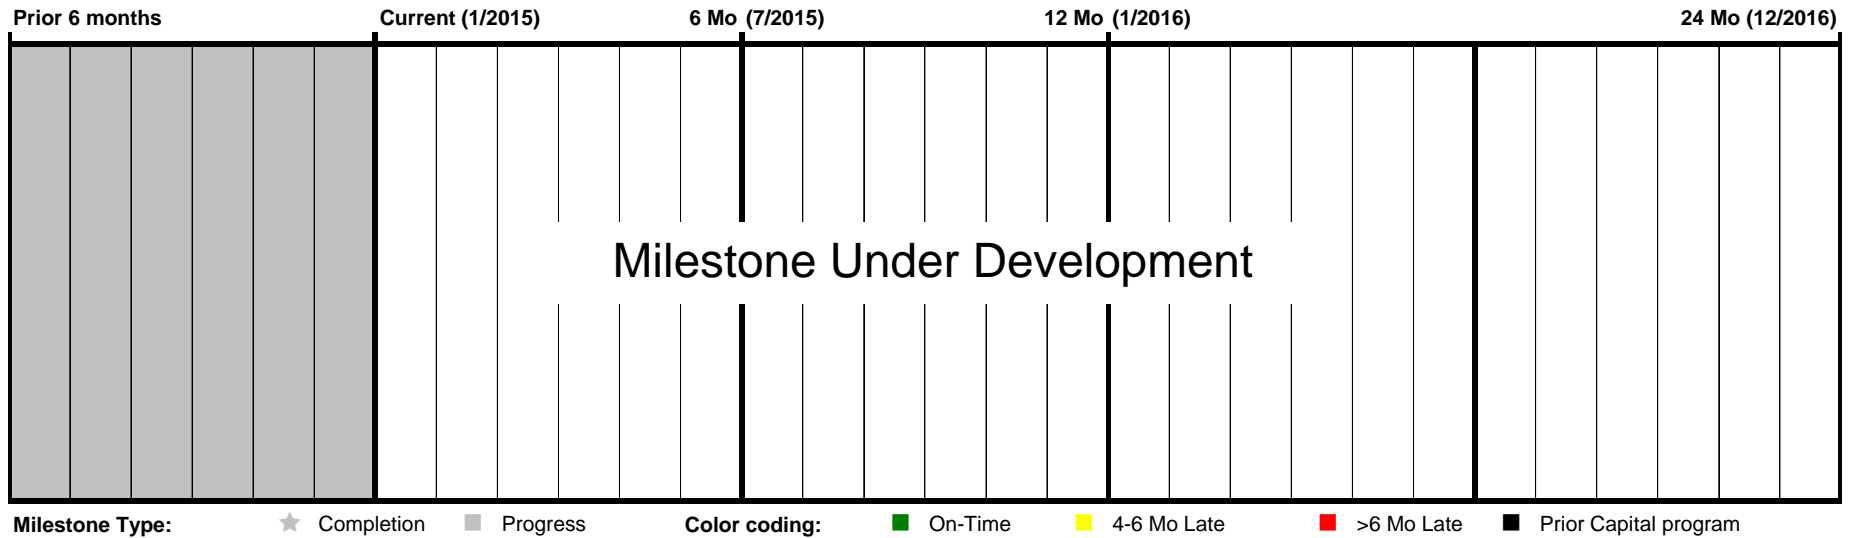 Prior 6 months Current (1/2015) 6 Mo (7/2015) 12 Mo (1/2016) 24 Mo (12/2016)
Milestone Under Development
Milestone Type: Completion Progress Color coding: On-Time 4-6 Mo Late >6 Mo Late Prior Capital program